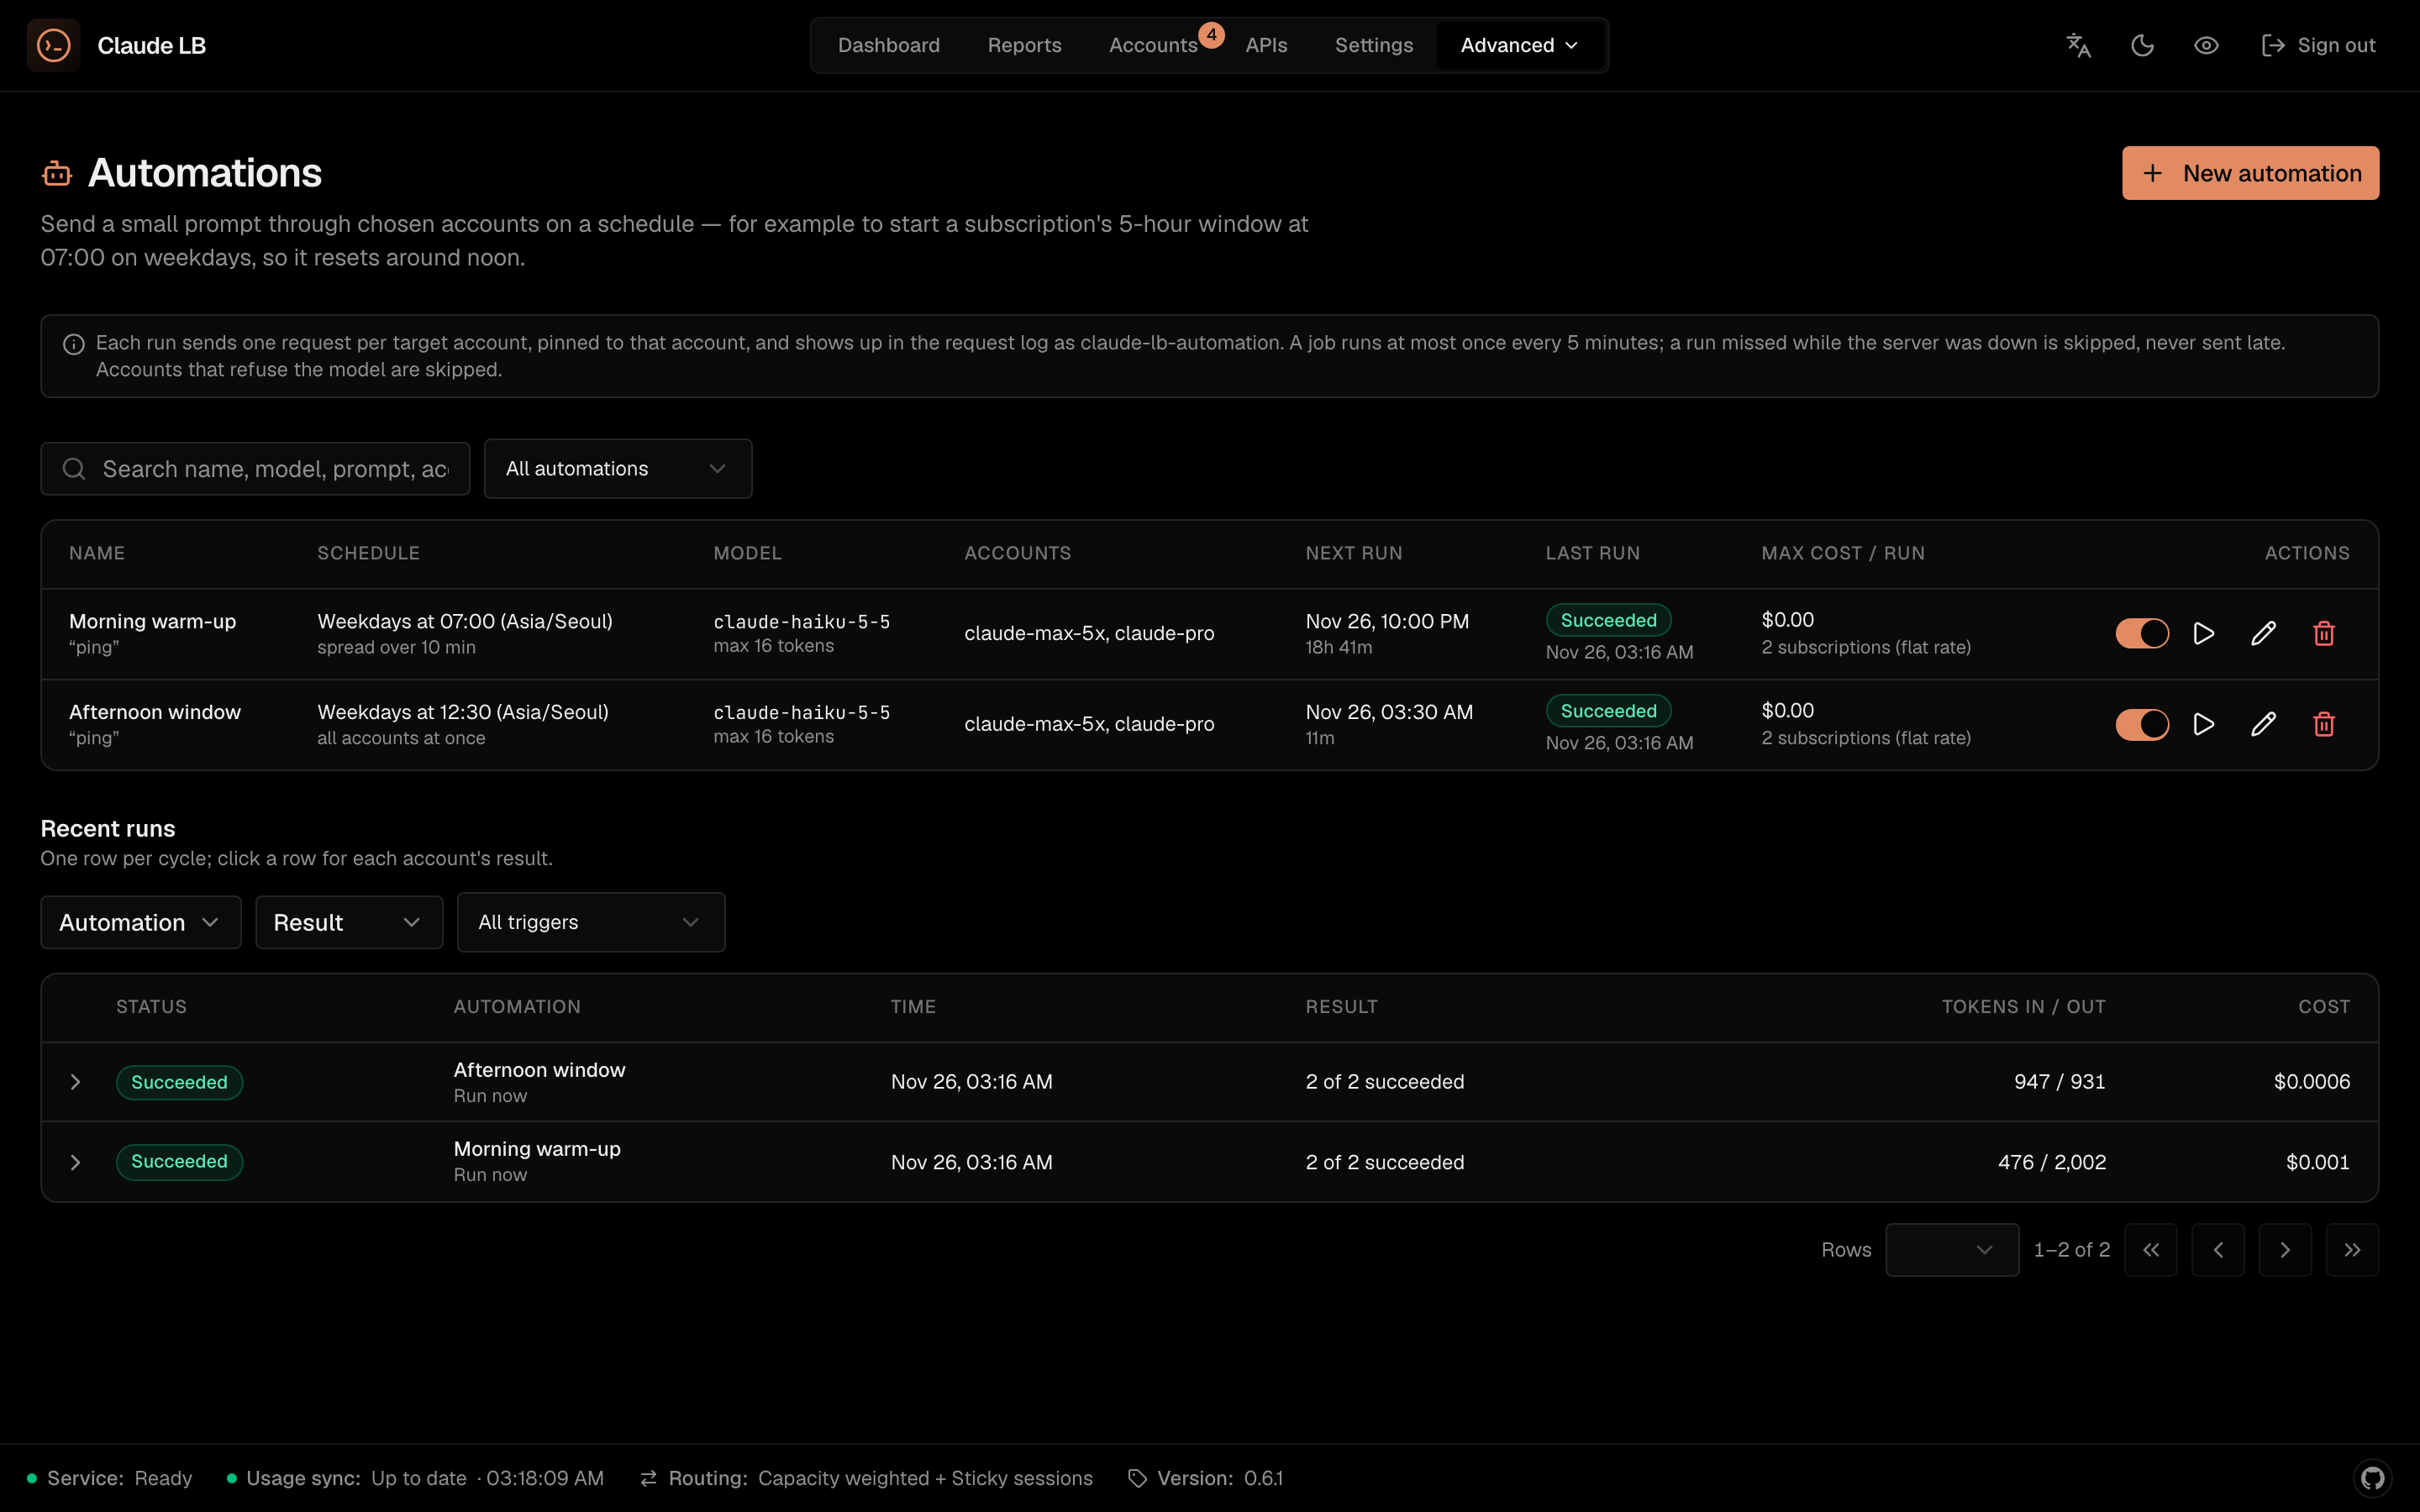 Claude LB
Dashboard
Reports
Accounts
4
APIs
Settings
Advanced
Sign out
Automations
New automation
Send a small prompt through chosen accounts on a schedule — for example to start a subscription's 5-hour window at
07:00 on weekdays, so it resets around noon.
Each run sends one request per target account, pinned to that account, and shows up in the request log as claude-lb-automation. A job runs at most once every 5 minutes; a run missed while the server was down is skipped, never sent late.
Accounts that refuse the model are skipped.
Search name, model, prompt, ac
All automations
NAME SCHEDULE MODEL ACCOUNTS NEXT RUN LAST RUN MAX COST / RUN ACTIONS
Morning warm-up Weekdays at 07:00 (Asia/Seoul) claude-haiku-5-5 claude-max-5x, claude-pro Nov 26, 10:00 PM Succeeded $0.00
“ping” spread over 10 min max 16 tokens 18h 41m Nov 26, 03:16 AM 2 subscriptions (flat rate)
Afternoon window Weekdays at 12:30 (Asia/Seoul) claude-haiku-5-5 claude-max-5x, claude-pro Nov 26, 03:30 AM Succeeded $0.00
“ping” all accounts at once max 16 tokens 11m Nov 26, 03:16 AM 2 subscriptions (flat rate)
Recent runs
One row per cycle; click a row for each account's result.
Automation
Result
All triggers
STATUS AUTOMATION TIME RESULT TOKENS IN / OUT COST
Succeeded Afternoon window Nov 26, 03:16 AM 2 of 2 succeeded 947 / 931 $0.0006
Run now
Succeeded Morning warm-up Nov 26, 03:16 AM 2 of 2 succeeded 476 / 2,002 $0.001
Run now
Rows 1–2 of 2
Service: Ready Usage sync: Up to date · 03:18:09 AM Routing: Capacity weighted + Sticky sessions Version: 0.6.1